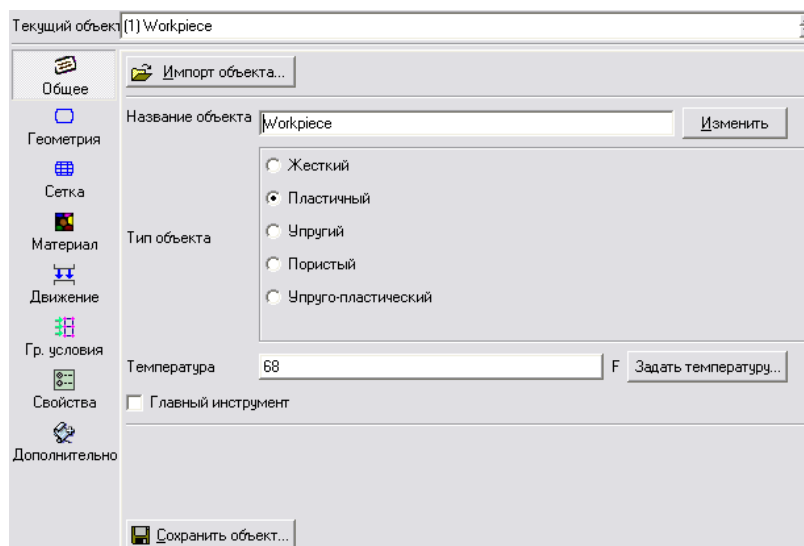 Текущий объект (1) Workpiece
Общее
Импорт объекта...
Название объекта Workpiece Изменить
Геометрия
Сетка
Материал
Движение
Гр. условия
Свойства
Дополнительно
Тип объекта
Жесткий
Пластичный
Упругий
Пористый
Упруго-пластический
Температура 68 F Задать температуру...
Главный инструмент
Сохранить объект...